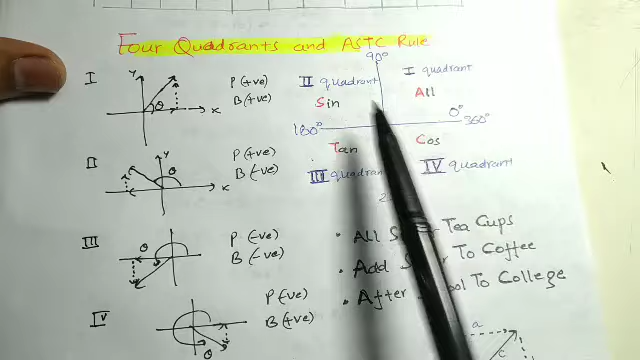 Four Quadrants and ASTC Rule
I
y
x
θ
P (+ve)
B (+ve)
II
y
x
θ
P (+ve)
B (-ve)
III
θ
P (-ve)
B (-ve)
IV
θ
P (-ve)
B (+ve)
90°
II quadrant
I quadrant
Sin
All
180°
0°
360°
Tan
Cos
III
IV quadrant
• All Tea Cups
• Add To Coffee
• After To College
a
c